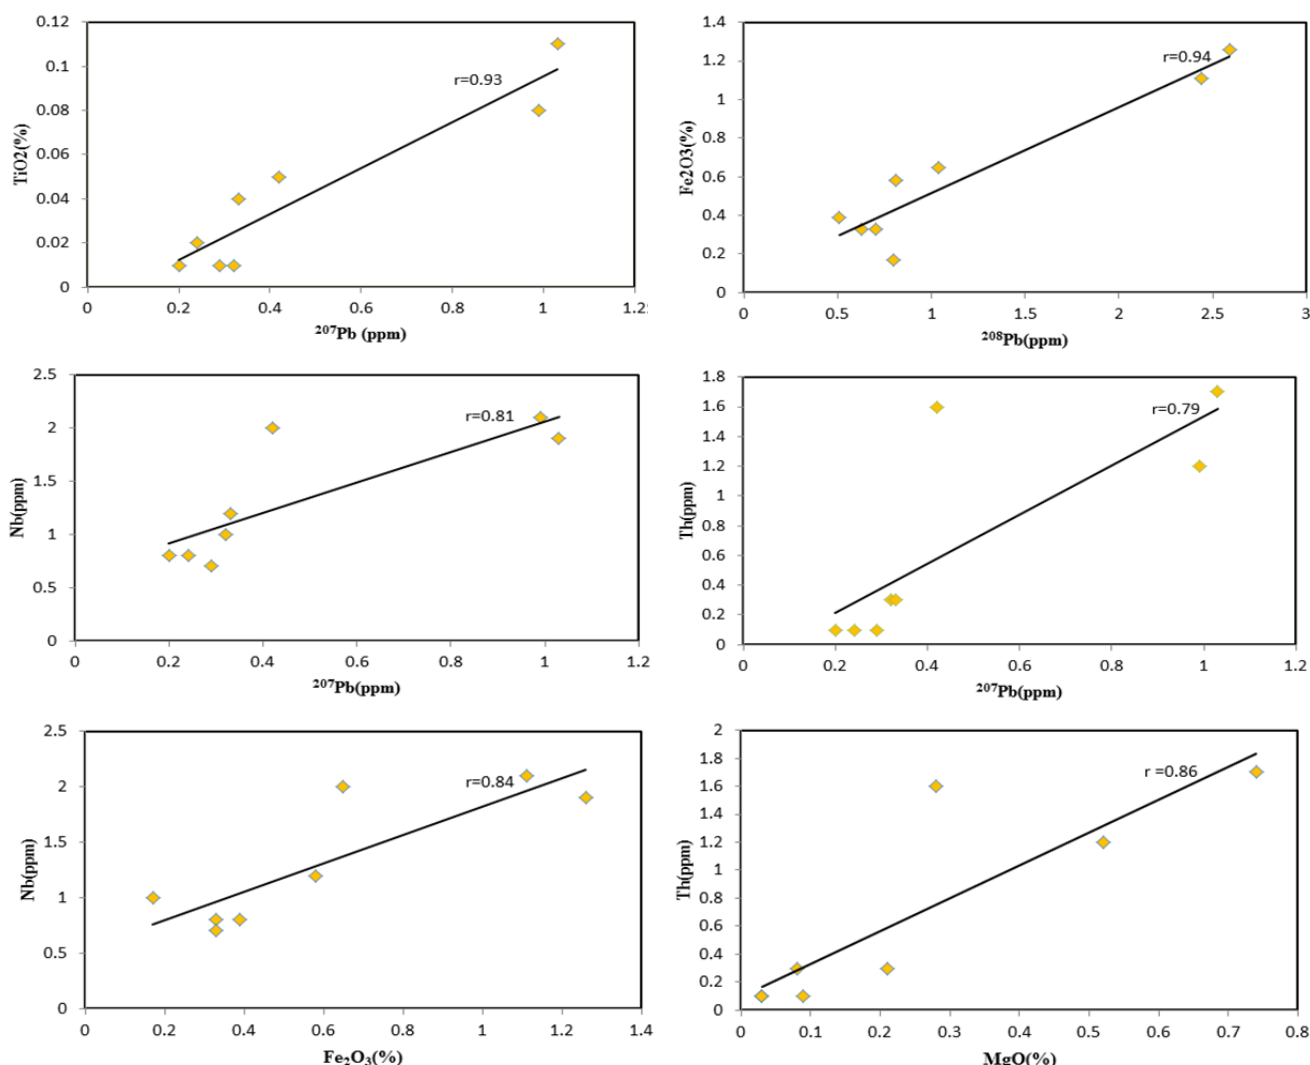 0.12
0.1
0.08
0.06
0.04
0.02
0
TiO2(%)
r=0.93
0 0.2 0.4 0.6 0.8 1 1.2
²⁰⁷Pb (ppm)
1.4
1.2
1
0.8
0.6
0.4
0.2
0
Fe2O3(%)
r=0.94
0 0.5 1 1.5 2 2.5 3
²⁰⁸Pb(ppm)
2.5
2
1.5
1
0.5
0
Nb(ppm)
r=0.81
0 0.2 0.4 0.6 0.8 1 1.2
²⁰⁷Pb(ppm)
1.8
1.6
1.4
1.2
1
0.8
0.6
0.4
0.2
0
Th(ppm)
r=0.79
0 0.2 0.4 0.6 0.8 1 1.2
²⁰⁷Pb(ppm)
2.5
2
1.5
1
0.5
0
Nb(ppm)
r=0.84
0 0.2 0.4 0.6 0.8 1 1.2 1.4
Fe₂O₃(%)
2
1.8
1.6
1.4
1.2
1
0.8
0.6
0.4
0.2
0
Th(ppm)
r =0.86
0 0.1 0.2 0.3 0.4 0.5 0.6 0.7 0.8
MgO(%)